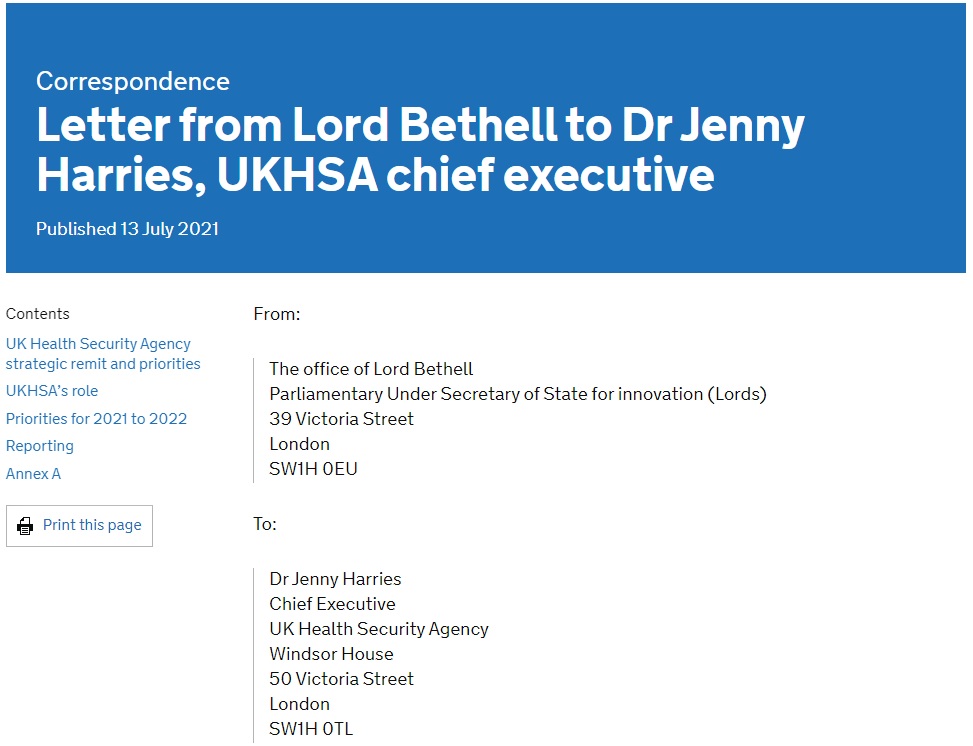 Correspondence
Letter from Lord Bethell to Dr Jenny
Harries, UKHSA chief executive
Published 13 July 2021
Contents
UK Health Security Agency
strategic remit and priorities
UKHSA’s role
Priorities for 2021 to 2022
Reporting
Annex A
Print this page
From:
The office of Lord Bethell
Parliamentary Under Secretary of State for innovation (Lords)
39 Victoria Street
London
SW1H 0EU
To:
Dr Jenny Harries
Chief Executive
UK Health Security Agency
Windsor House
50 Victoria Street
London
SW1H 0TL